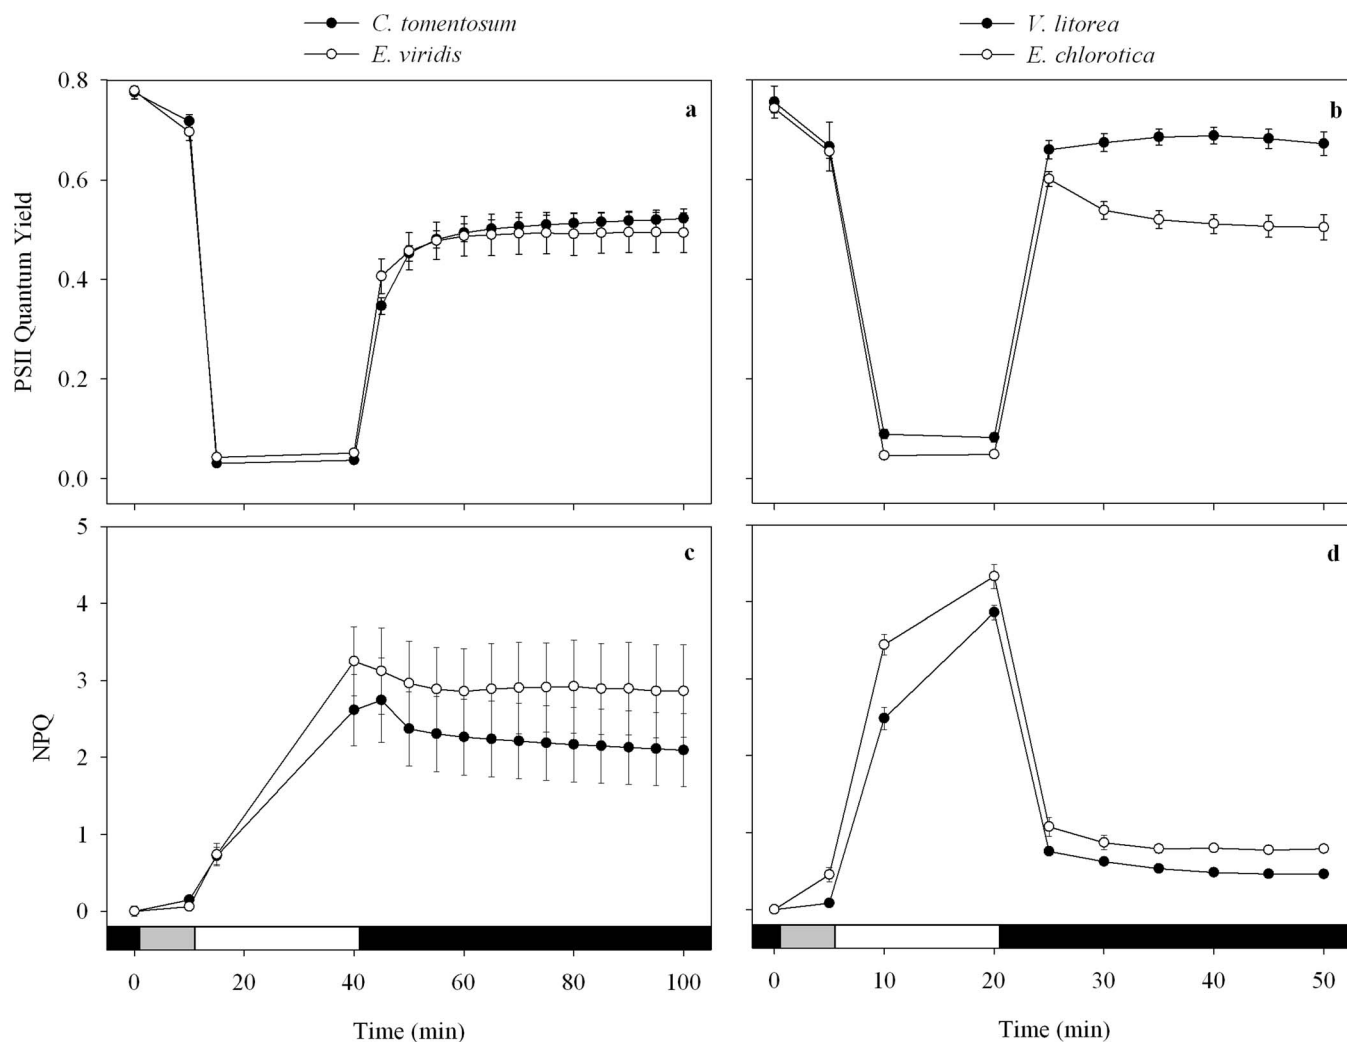 C. tomentosum
E. viridis
V. litorea
E. chlorotica
PSII Quantum Yield
0.8
0.6
0.4
0.2
0.0
a
b
NPQ
5
4
3
2
1
0
c
d
0 20 40 60 80 100
Time (min)
0 10 20 30 40 50
Time (min)